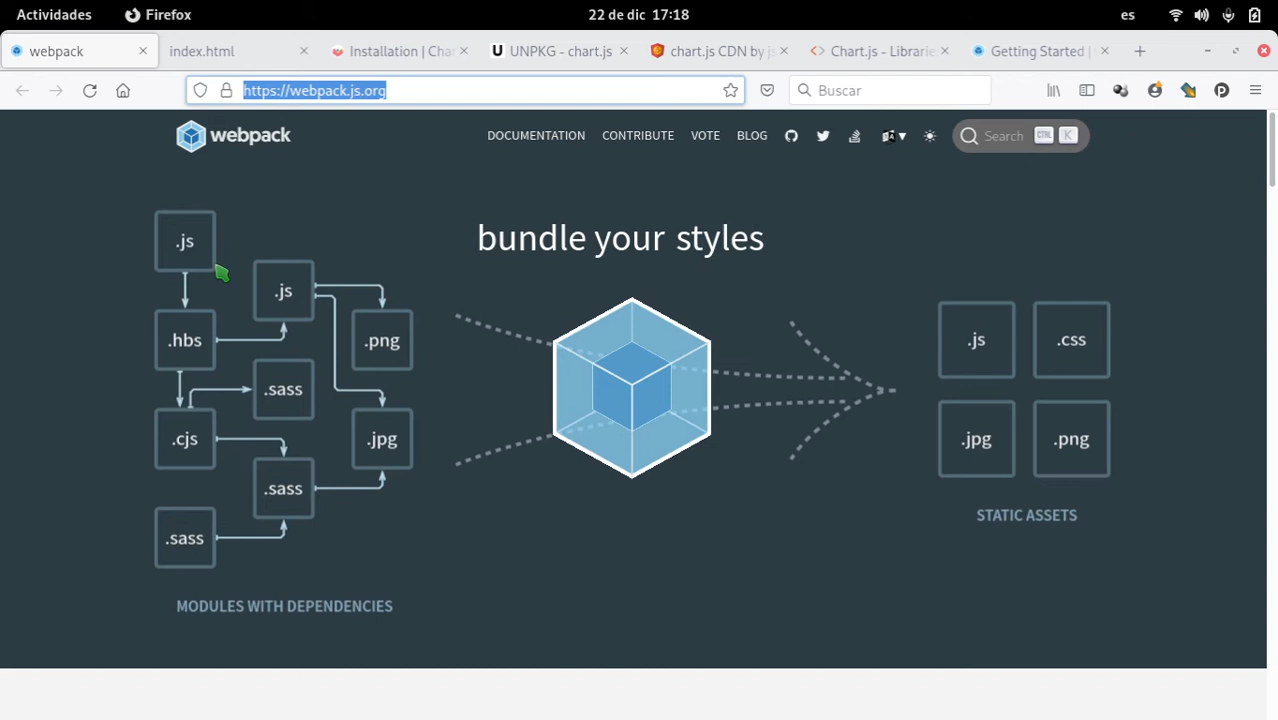 Actividades Firefox 22 de dic 17:18 es
webpack index.html Installation | Char UNPKG - chart.js chart.js CDN by js Chart.js - Librarie Getting Started |
https://webpack.js.org Buscar
webpack DOCUMENTATION CONTRIBUTE VOTE BLOG Search CTRL K
bundle your styles
.js
.js
.hbs
.png
.sass
.cjs
.jpg
.sass
.sass
MODULES WITH DEPENDENCIES
.js .css
.jpg .png
STATIC ASSETS